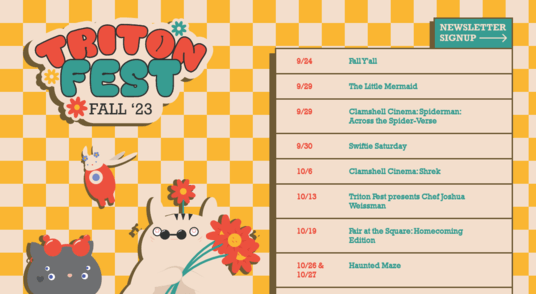 TRITON
FEST
FALL '23
NEWSLETTER
SIGNUP
9/24 Fall Y'all
9/29 The Little Mermaid
9/29 Clamshell Cinema: Spiderman:
Across the Spider-Verse
9/30 Swiftie Saturday
10/6 Clamshell Cinema: Shrek
10/13 Triton Fest presents Chef Joshua
Weissman
10/19 Fair at the Square: Homecoming
Edition
10/26 & Haunted Maze
10/27